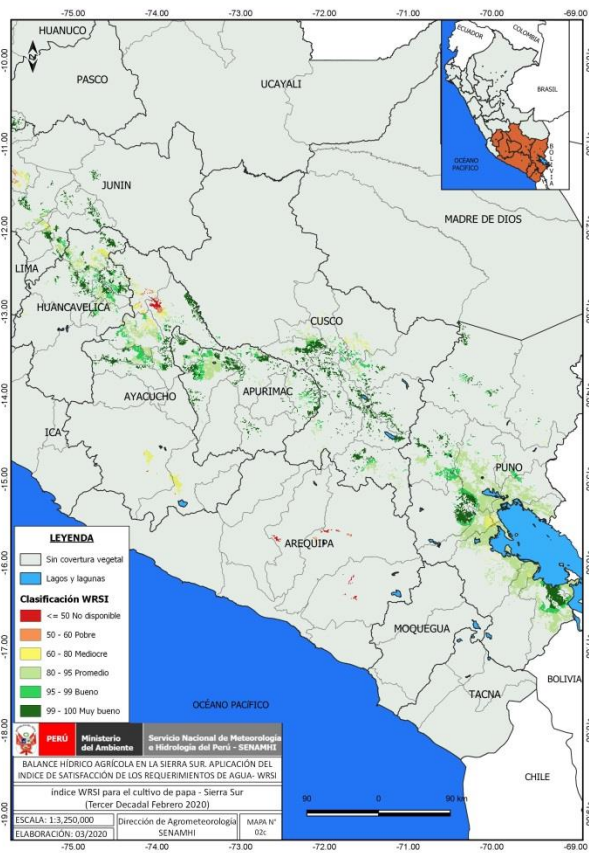 -75.00
-74.00
-73.00
-72.00
-71.00
-70.00
-69.00
HUANUCO
PASCO
UCAYALI
JUNIN
MADRE DE DIOS
LIMA
HUANCAVELICA
CUSCO
AYACUCHO
APURIMAC
ICA
PUNO
AREQUIPA
MOQUEGUA
TACNA
BOLIVIA
CHILE
OCÉANO PACÍFICO
ECUADOR
COLOMBIA
BRASIL
BOLIVIA
OCÉANO
PACÍFICO
-10.00
-11.00
-12.00
-13.00
-14.00
-15.00
-16.00
-17.00
-18.00
-19.00
LEYENDA
Sin covertura vegetal
Lagos y lagunas
Clasificación WRSI
<= 50 No disponible
50 - 60 Pobre
60 - 80 Mediocre
80 - 95 Promedio
95 - 99 Bueno
99 - 100 Muy bueno
PERÚ
Ministerio
del Ambiente
Servicio Nacional de Meteorología
e Hidrología del Perú - SENAMHI
BALANCE HÍDRICO AGRÍCOLA EN LA SIERRA SUR. APLICACIÓN DEL
INDICE DE SATISFACCIÓN DE LOS REQUERIMIENTOS DE AGUA- WRSI
índice WRSI para el cultivo de papa - Sierra Sur
(Tercer Decadal Febrero 2020)
ESCALA: 1:3,250,000
ELABORACIÓN: 03/2020
Dirección de Agrometeorología
SENAMHI
MAPA N°
02c
90 0 90 km
-75.00
-74.00
-73.00
-72.00
-71.00
-70.00
-69.00